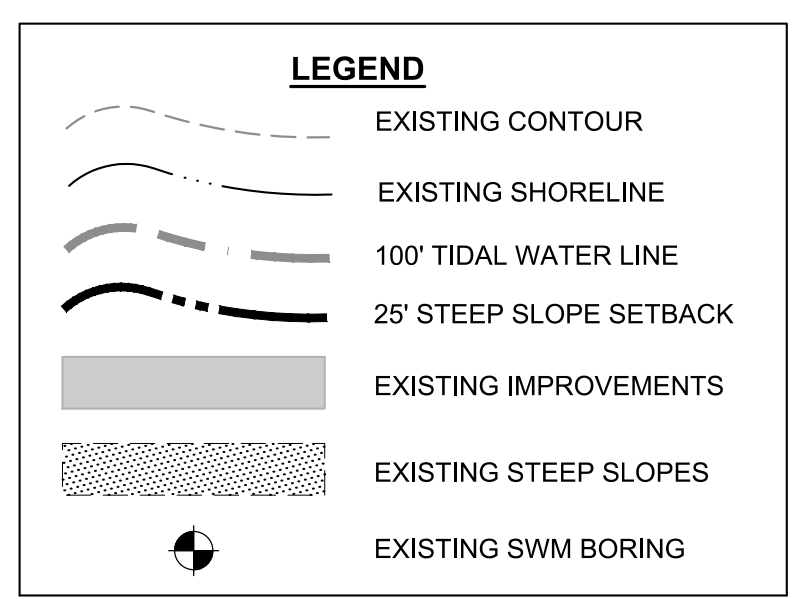 LEGEND
EXISTING CONTOUR
EXISTING SHORELINE
100' TIDAL WATER LINE
25' STEEP SLOPE SETBACK
EXISTING IMPROVEMENTS
EXISTING STEEP SLOPES
EXISTING SWM BORING